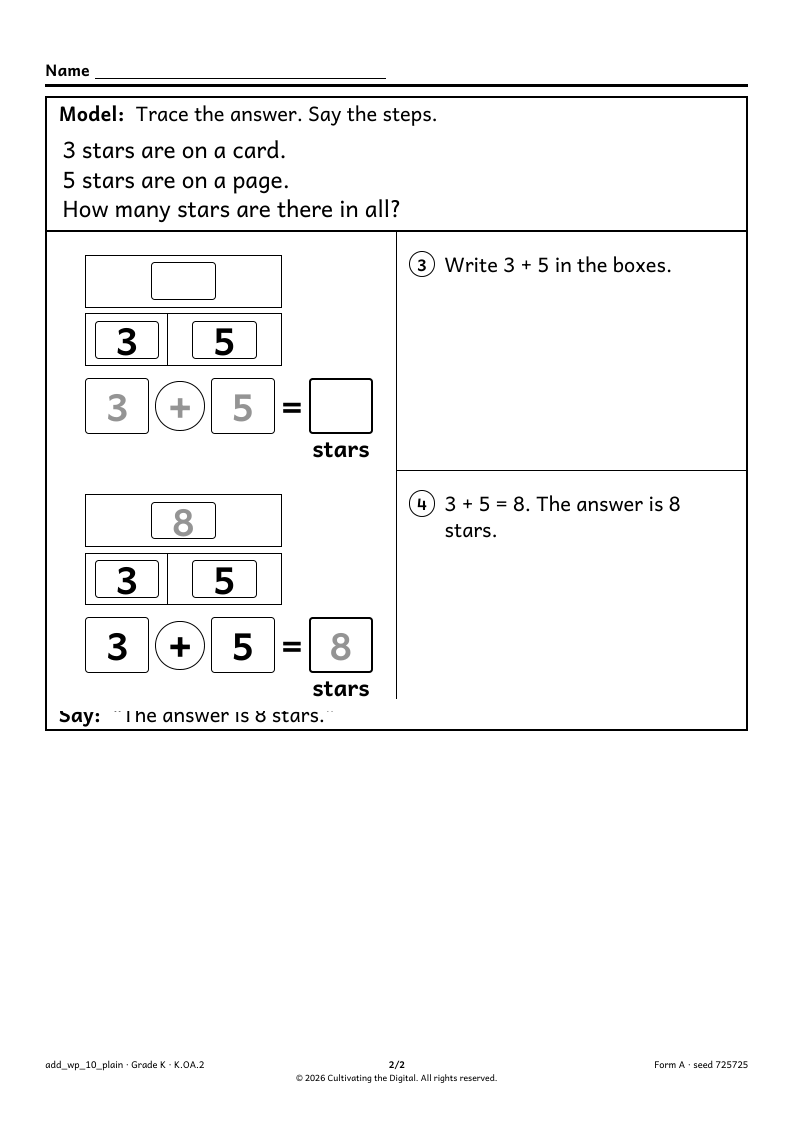 Name
Model: Trace the answer. Say the steps.
3 stars are on a card.
5 stars are on a page.
How many stars are there in all?
3 5
3 + 5 =
stars
3 Write 3 + 5 in the boxes.
8
3 5
3 + 5 = 8
stars
4 3 + 5 = 8. The answer is 8
stars.
Say: "The answer is 8 stars."
add_wp_10_plain · Grade K · K.OA.2
2/2
Form A · seed 725725
© 2026 Cultivating the Digital. All rights reserved.